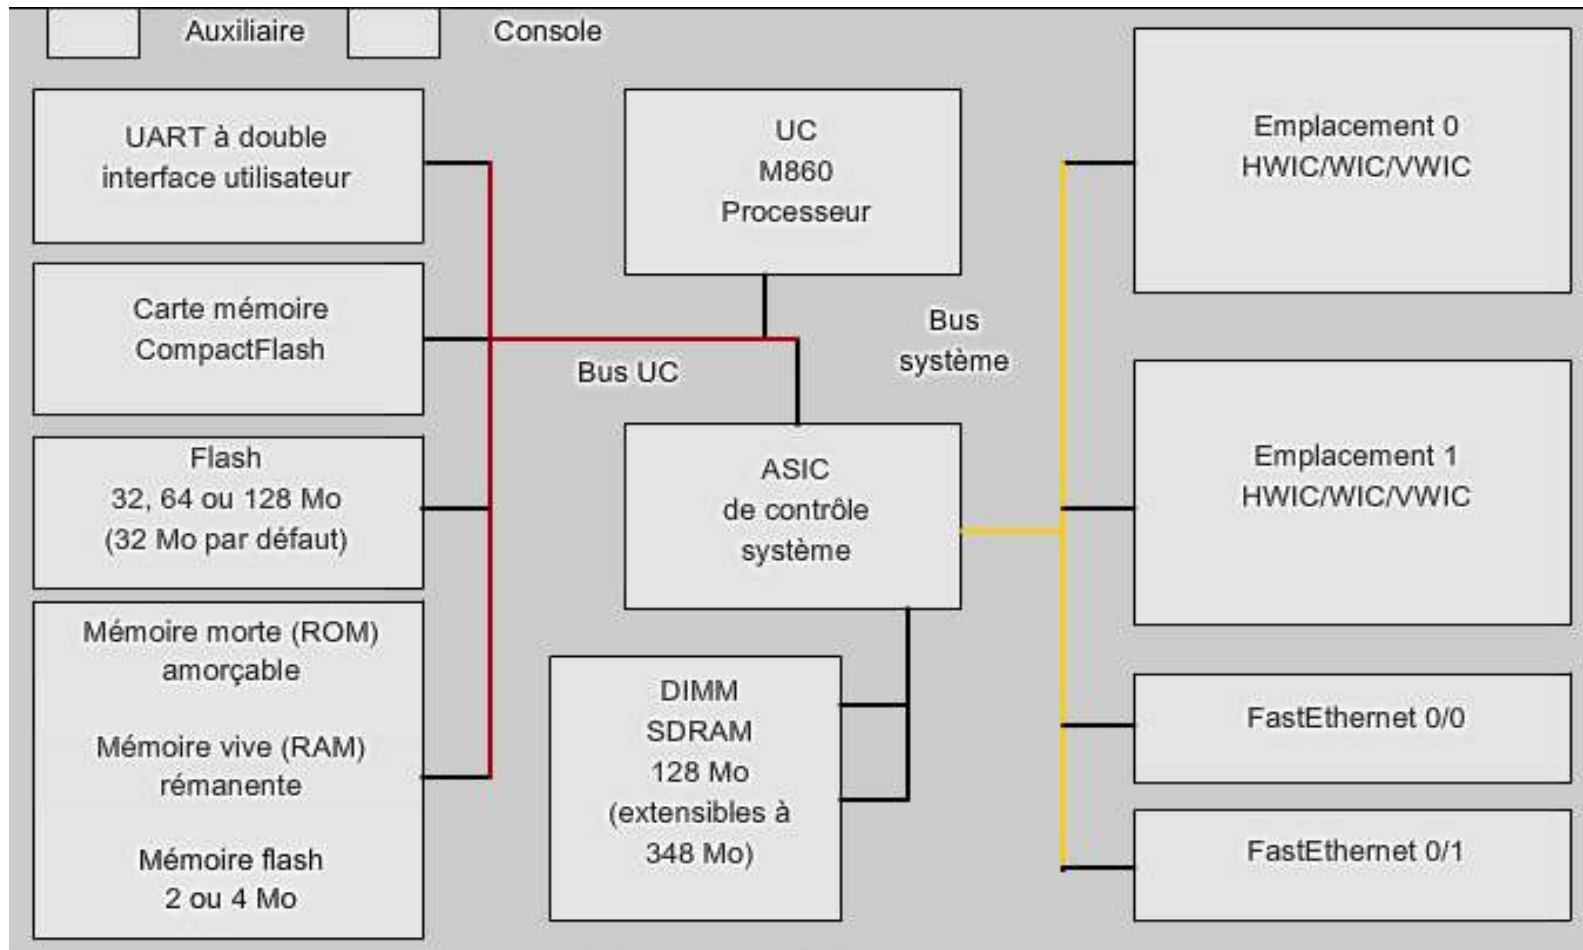 Auxiliaire
Console
UART à double
interface utilisateur
Carte mémoire
CompactFlash
Flash
32, 64 ou 128 Mo
(32 Mo par défaut)
Mémoire morte (ROM)
amorçable
Mémoire vive (RAM)
rémanente
Mémoire flash
2 ou 4 Mo
UC
M860
Processeur
Bus UC
Bus
système
ASIC
de contrôle
système
DIMM
SDRAM
128 Mo
(extensibles à
348 Mo)
Emplacement 0
HWIC/WIC/VWIC
Emplacement 1
HWIC/WIC/VWIC
FastEthernet 0/0
FastEthernet 0/1